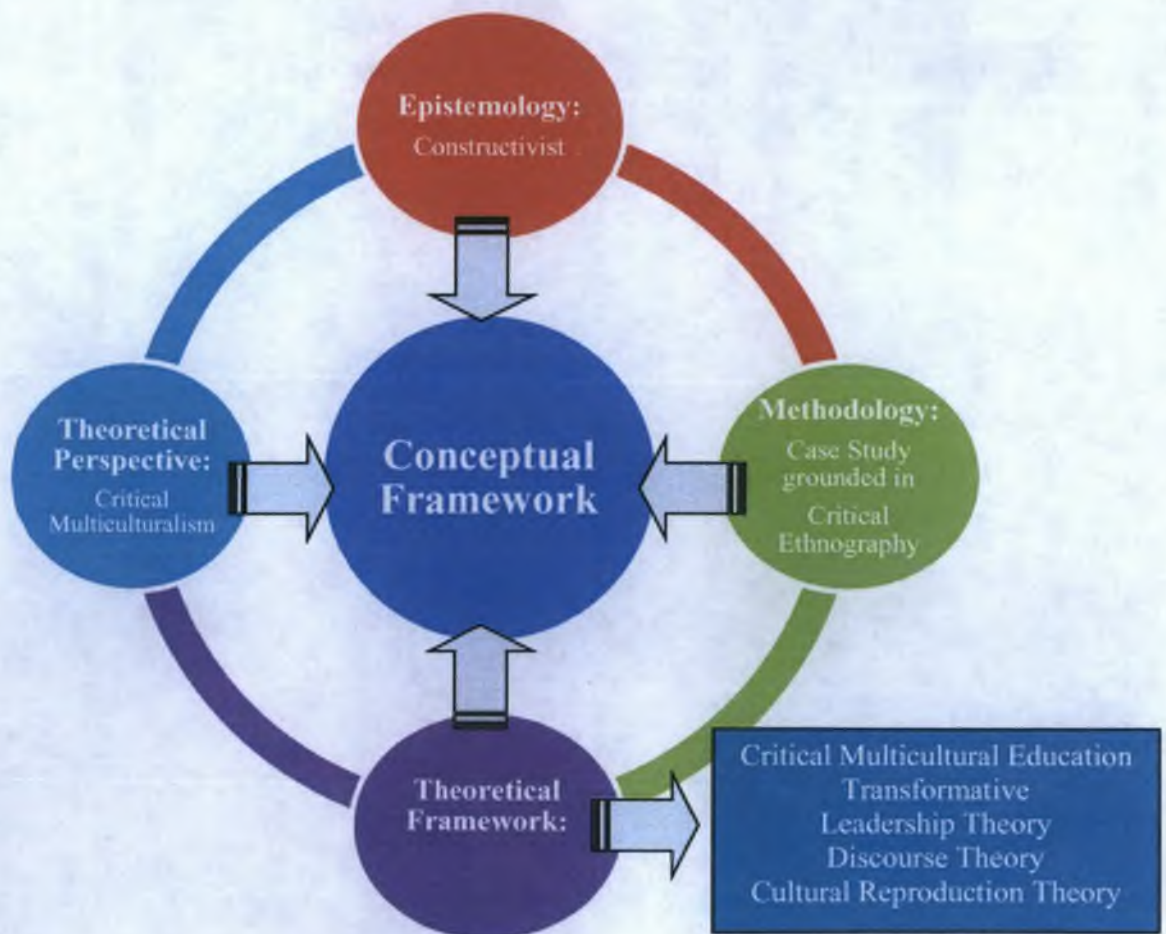 Epistemology:
Constructivist
Theoretical
Perspective:
Critical
Multiculturalism
Conceptual
Framework
Methodology:
Case Study
grounded in
Critical
Ethnography
Theoretical
Framework:
Critical Multicultural Education
Transformative
Leadership Theory
Discourse Theory
Cultural Reproduction Theory